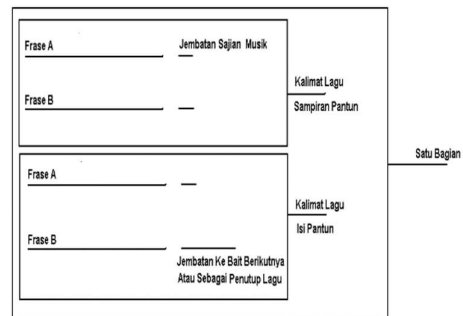 Frase A
Jembatan Sajian Musik
Kalimat Lagu
Frase B
Sampiran Pantun
Satu Bagian
Frase A
Kalimat Lagu
Isi Pantun
Frase B
Jembatan Ke Bait Berikutnya
Atau Sebagai Penutup Lagu